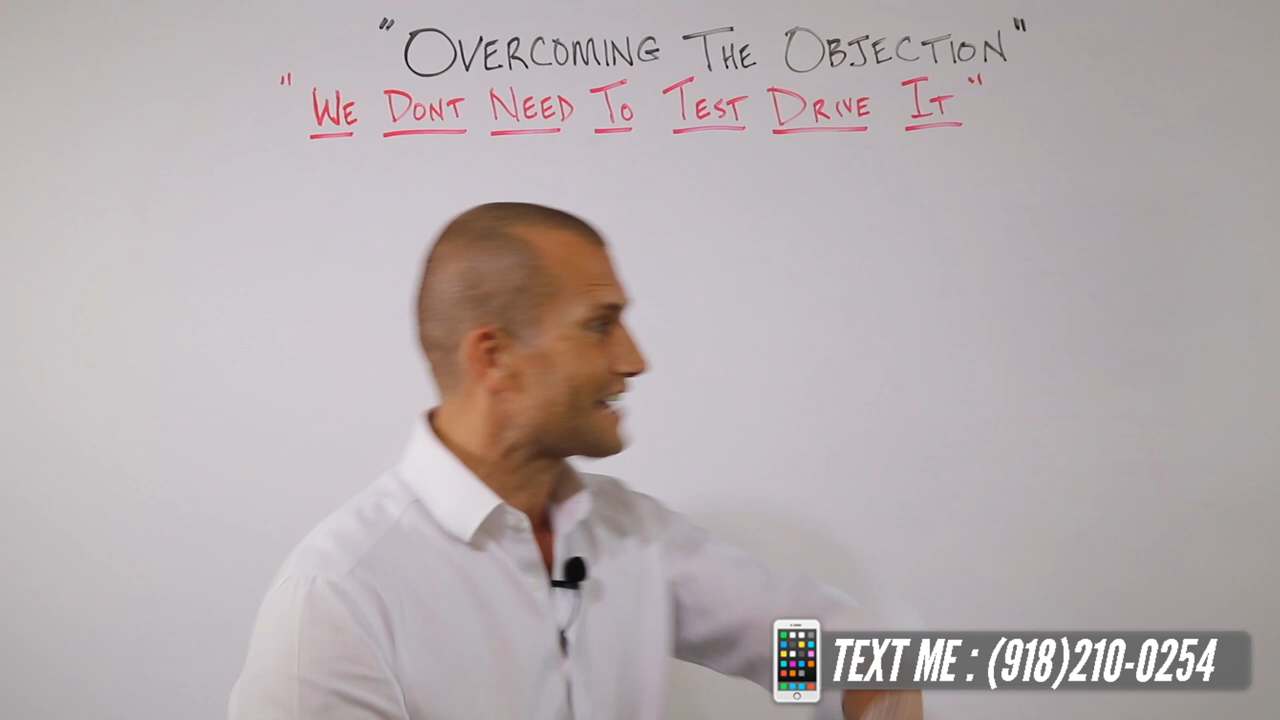 "OVERCOMING THE OBJECTION"
"WE DONT NEED TO TEST DRIVE IT"
TEXT ME : (918)210-0254